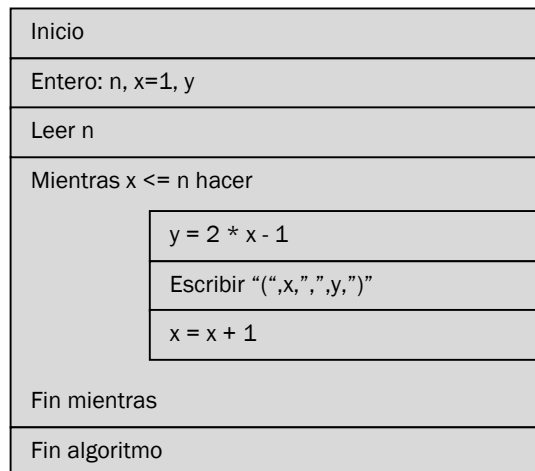 Inicio
Entero: n, x=1, y
Leer n
Mientras x <= n hacer
y = 2 * x - 1
Escribir “(“,x,”,”,y,”)”
x = x + 1
Fin mientras
Fin algoritmo